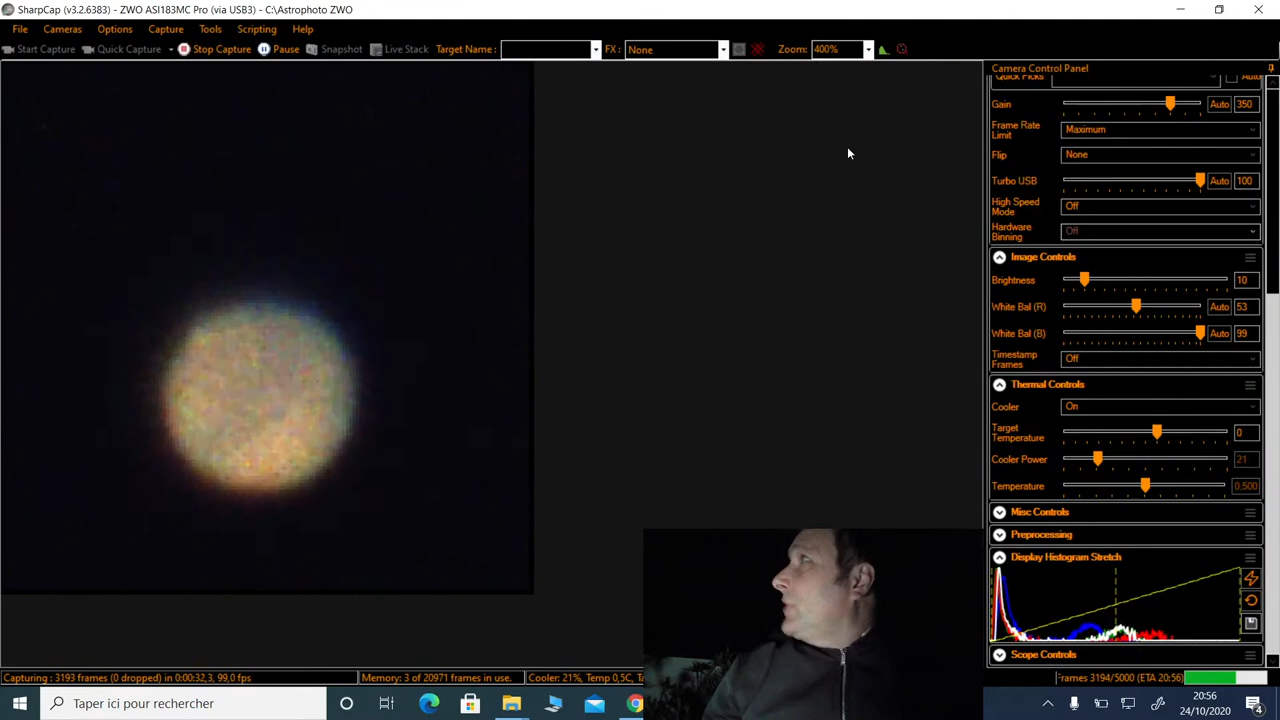 SharpCap (v3.2.6383) - ZWO ASI183MC Pro (via USB3) - C:\Astrophoto ZWO
File Cameras Options Capture Tools Scripting Help
Start Capture Quick Capture Stop Capture Pause Snapshot Live Stack Target Name : FX : None Zoom: 400%
Camera Control Panel
Quick Picks Auto
Gain Auto 350
Frame Rate Limit Maximum
Flip None
Turbo USB Auto 100
High Speed Mode Off
Hardware Binning Off
Image Controls
Brightness 10
White Bal (R) Auto 53
White Bal (B) Auto 99
Timestamp Frames Off
Thermal Controls
Cooler On
Target Temperature 0
Cooler Power 21
Temperature 0,500
Misc Controls
Preprocessing
Display Histogram Stretch
Scope Controls
Capturing : 3193 frames (0 dropped) in 0:00:32,3, 99,0 fps Memory: 3 of 20971 frames in use. Cooler: 21%, Temp 0,5C, Frames 3194/5000 (ETA 20:56)
Taper ici pour rechercher
20:56
24/10/2020
4